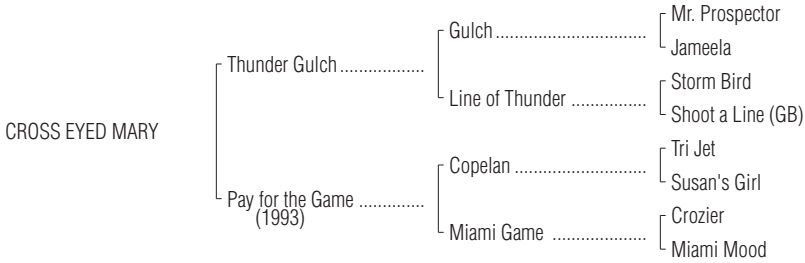 Mr. Prospector
Gulch
Jameela
Thunder Gulch
Storm Bird
Line of Thunder
Shoot a Line (GB)
CROSS EYED MARY
Tri Jet
Copelan
Susan's Girl
Pay for the Game
(1993)
Crozier
Miami Game
Miami Mood